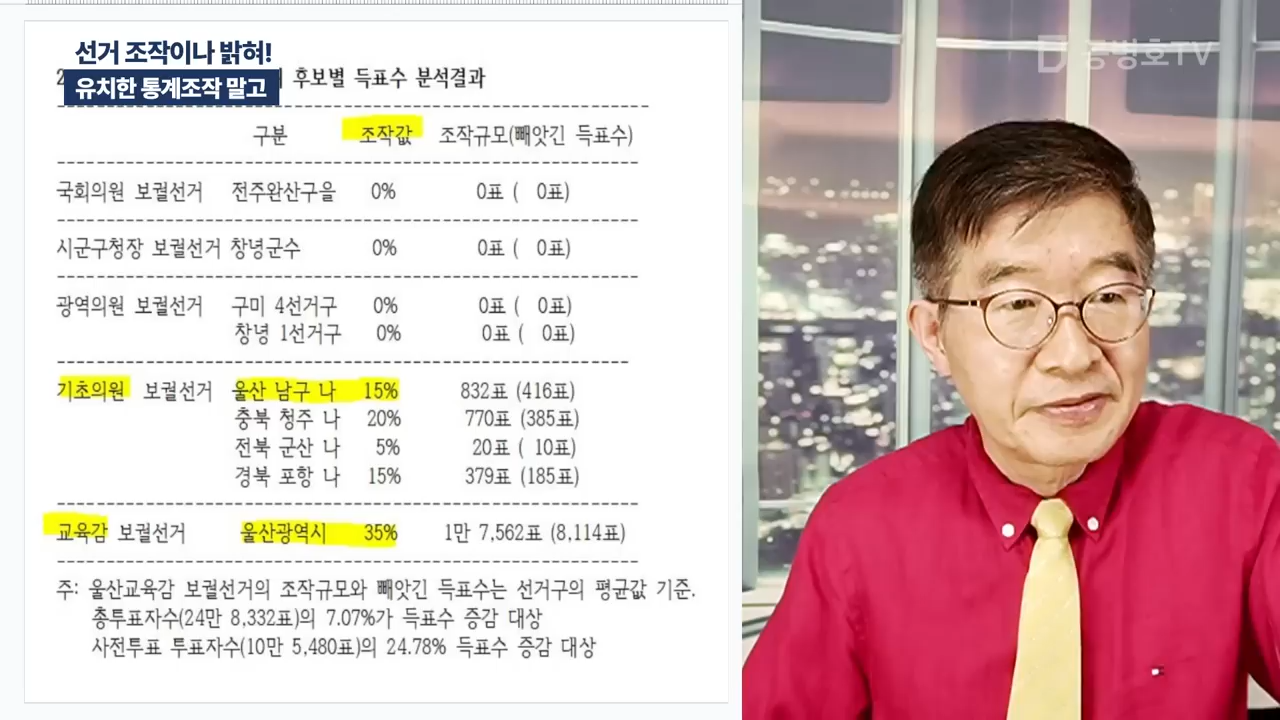 선거 조작이나 밝혀!
유치한 통계조작 말고
후보별 득표수 분석결과
구분 조작값 조작규모(빼앗긴 득표수)
국회의원 보궐선거 전주완산구을 0% 0표 ( 0표)
시군구청장 보궐선거 창녕군수 0% 0표 ( 0표)
광역의원 보궐선거 구미 4선거구 0% 0표 ( 0표)
창녕 1선거구 0% 0표 ( 0표)
기초의원 보궐선거 울산 남구 나 15% 832표 (416표)
충북 청주 나 20% 770표 (385표)
전북 군산 나 5% 20표 ( 10표)
경북 포항 나 15% 379표 (185표)
교육감 보궐선거 울산광역시 35% 1만 7,562표 (8,114표)
주: 울산교육감 보궐선거의 조작규모와 빼앗긴 득표수는 선거구의 평균값 기준.
총투표자수(24만 8,332표)의 7.07%가 득표수 증감 대상
사전투표 투표자수(10만 5,480표)의 24.78% 득표수 증감 대상
공병호TV